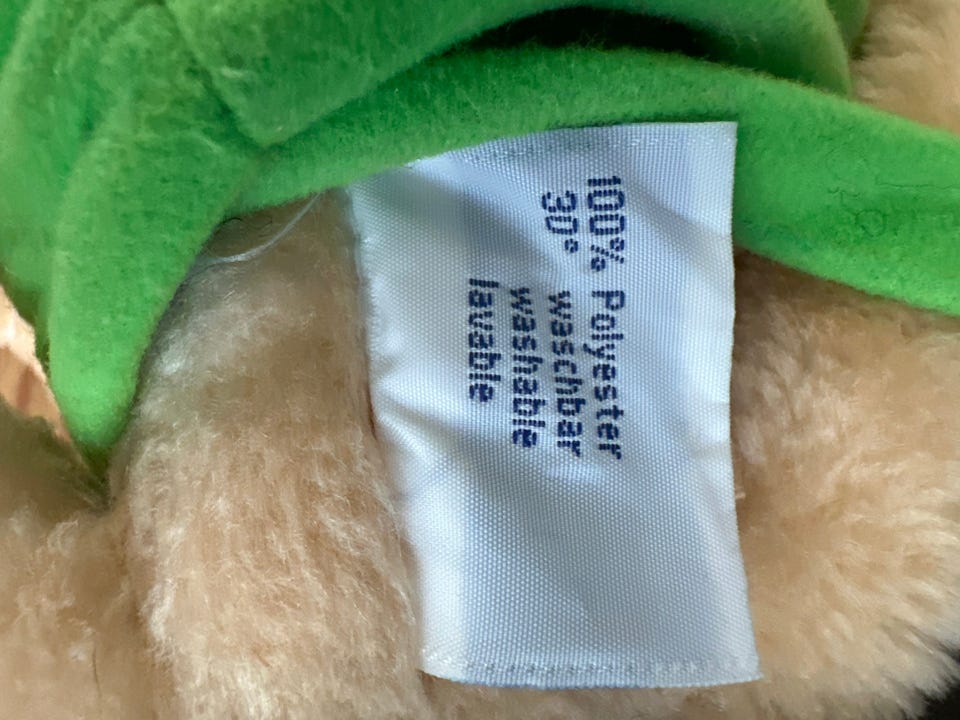 100% Polyester
30° waschbar
washable
lavable